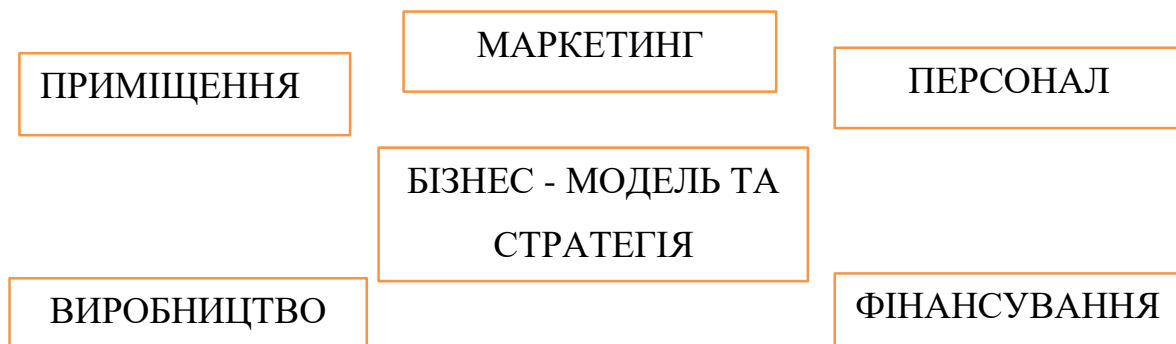 МАРКЕТИНГ
ПРИМІЩЕННЯ
ПЕРСОНАЛ
БІЗНЕС - МОДЕЛЬ ТА
СТРАТЕГІЯ
ВИРОБНИЦТВО
ФІНАНСУВАННЯ